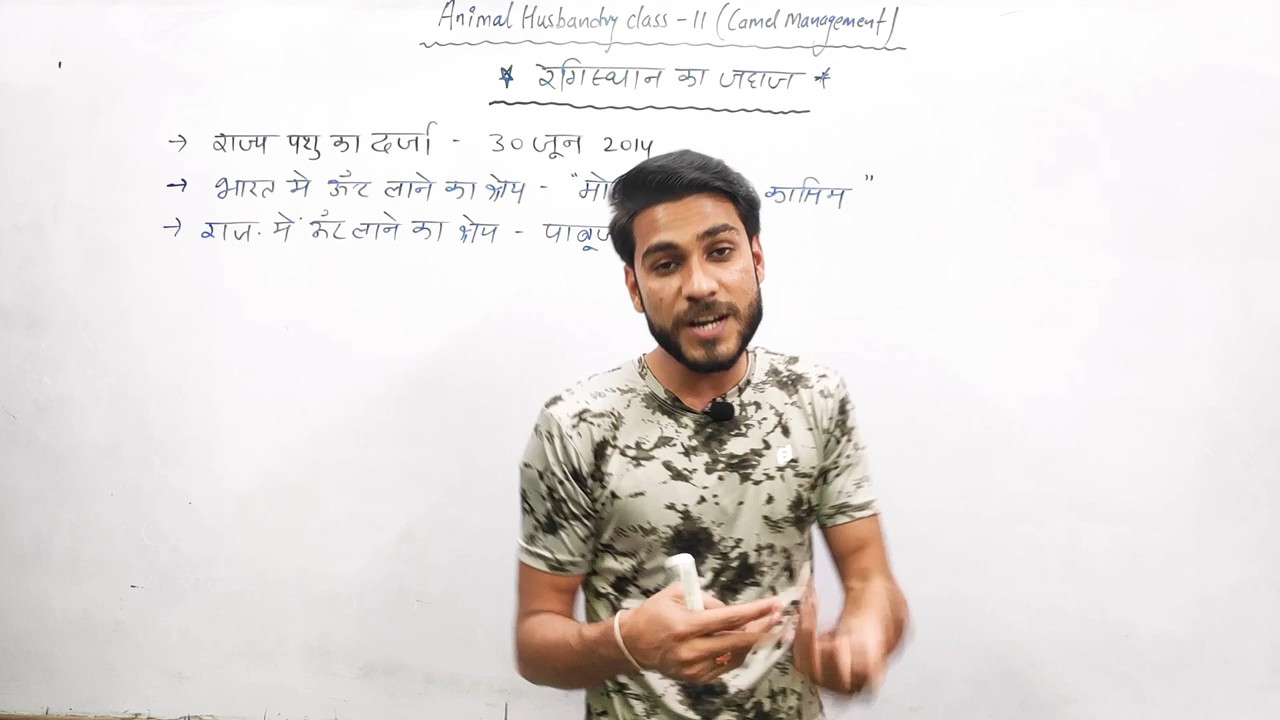 Animal Husbandry class - 11 (Camel Management)
* रेगिस्थान का जहाज *
→ राज्य पशु का दर्जा - 30 जून 2014
→ भारत मे ऊँट लाने का श्रेय - "मो कासिम"
→ राज. में ऊँट लाने का श्रेय - पाबूज